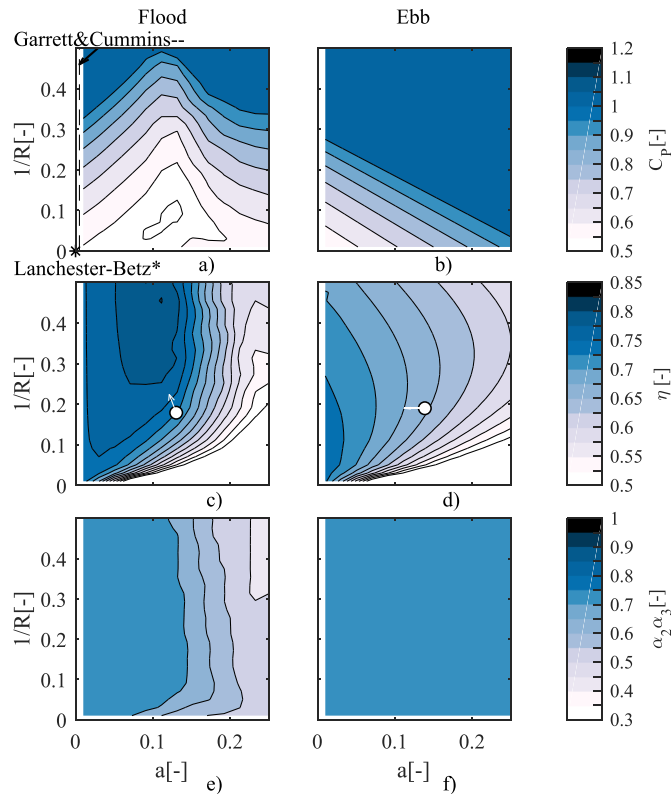 Flood Ebb
Garrett&Cummins--
0.4
0.3
0.2
0.1
0
1/R[-]
a)
b)
1.2
1.1
1
0.9
0.8
0.7
0.6
0.5
C_P[-]
Lanchester-Betz*
0.4
0.3
0.2
0.1
0
1/R[-]
c)
d)
0.85
0.8
0.75
0.7
0.65
0.6
0.55
0.5
η [-]
0.4
0.3
0.2
0.1
0
1/R[-]
0 0.1 0.2
a[-]
e)
0 0.1 0.2
a[-]
f)
1
0.9
0.8
0.7
0.6
0.5
0.4
0.3
α₂α₃[-]